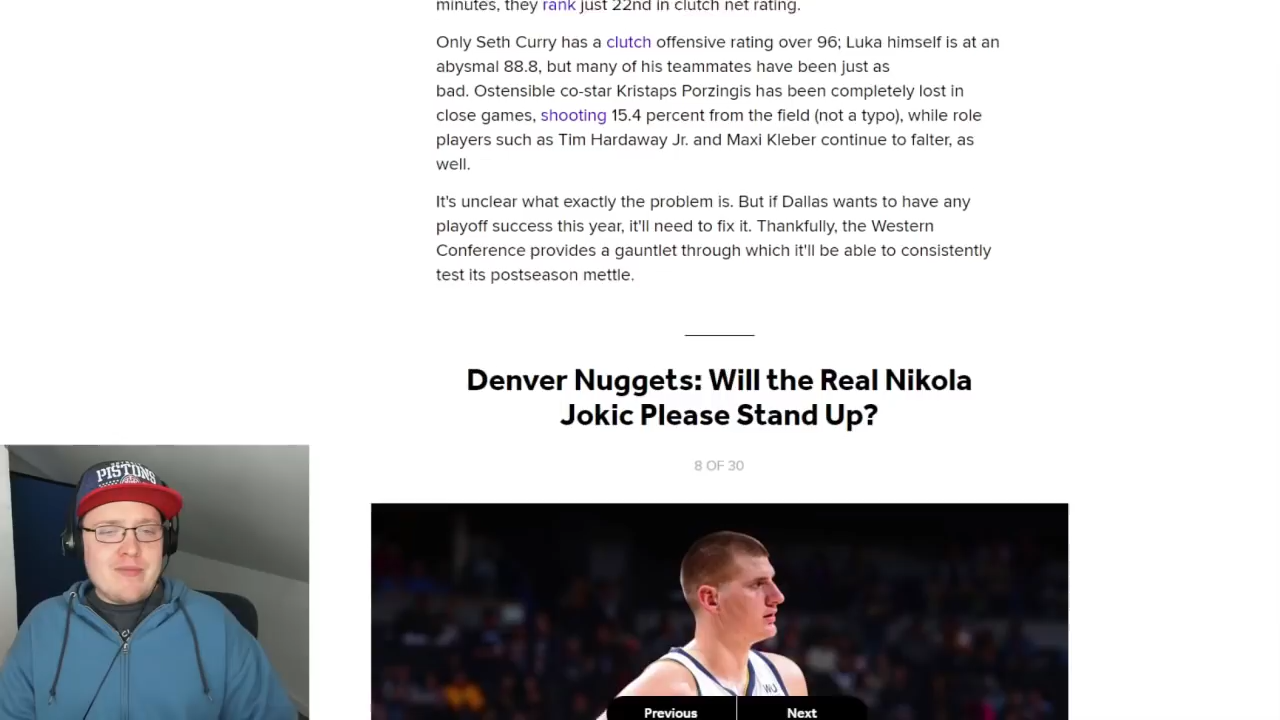 minutes, they rank just 22nd in clutch net rating.
Only Seth Curry has a clutch offensive rating over 96; Luka himself is at an
abysmal 88.8, but many of his teammates have been just as
bad. Ostensible co-star Kristaps Porzingis has been completely lost in
close games, shooting 15.4 percent from the field (not a typo), while role
players such as Tim Hardaway Jr. and Maxi Kleber continue to falter, as
well.
It's unclear what exactly the problem is. But if Dallas wants to have any
playoff success this year, it'll need to fix it. Thankfully, the Western
Conference provides a gauntlet through which it'll be able to consistently
test its postseason mettle.
Denver Nuggets: Will the Real Nikola
Jokic Please Stand Up?
8 OF 30
PISTONS
WU
Previous Next